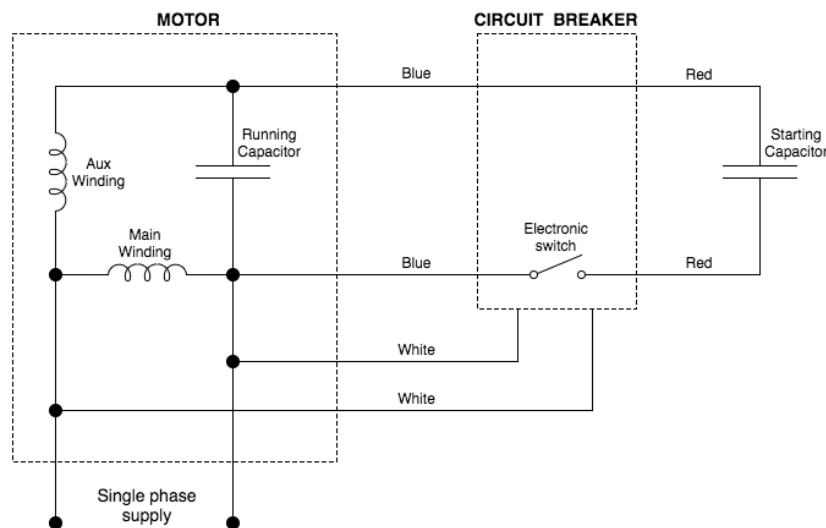 MOTOR
CIRCUIT BREAKER
Blue
Red
Running
Capacitor
Starting
Capacitor
Aux
Winding
Main
Winding
Electronic
switch
Blue
Red
White
White
Single phase
supply